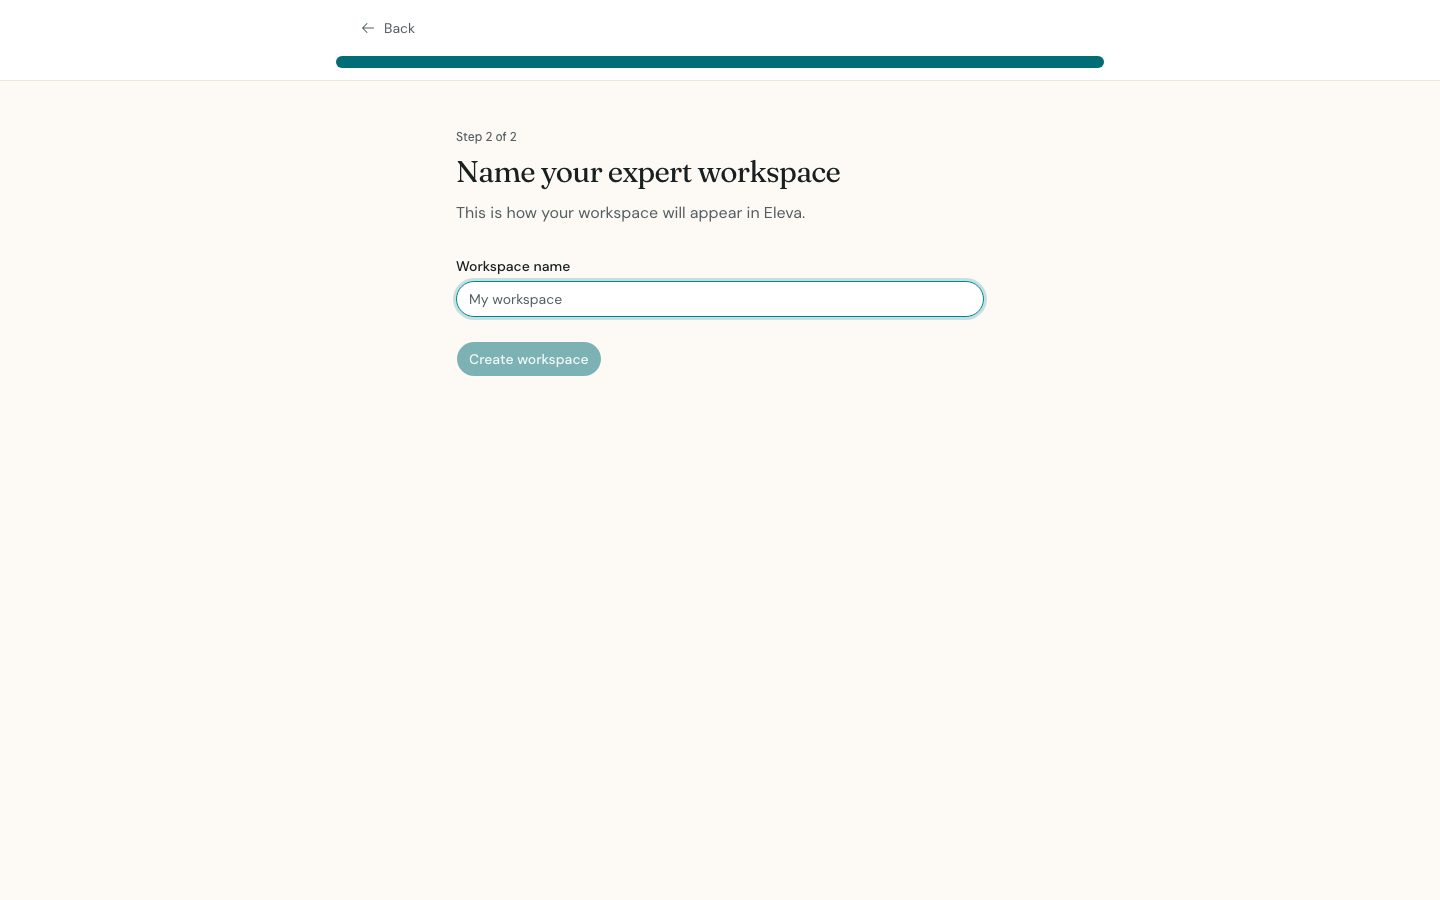 Back
Step 2 of 2
Name your expert workspace
This is how your workspace will appear in Eleva.
Workspace name
My workspace
Create workspace